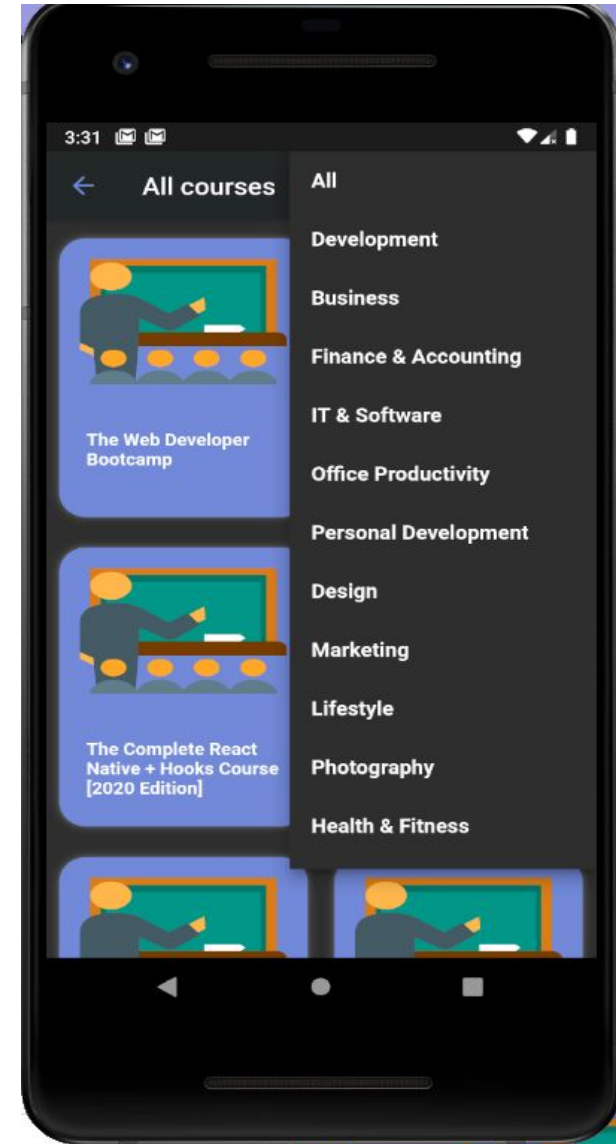 3:31
All courses
All
Development
Business
Finance & Accounting
IT & Software
Office Productivity
Personal Development
Design
Marketing
Lifestyle
Photography
Health & Fitness
The Web Developer
Bootcamp
The Complete React
Native + Hooks Course
[2020 Edition]